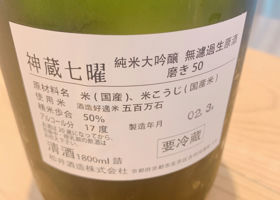 神蔵七曜 純米大吟醸 無濾過生原酒
磨き50
原材料名 米(国産)、米こうじ(国産米)
使用米 酒造好適米五百万石
精米歩合 50%
アルコール分 17度
製造年月 02.3.
要冷蔵
清酒1800ml詰
松井酒造株式会社